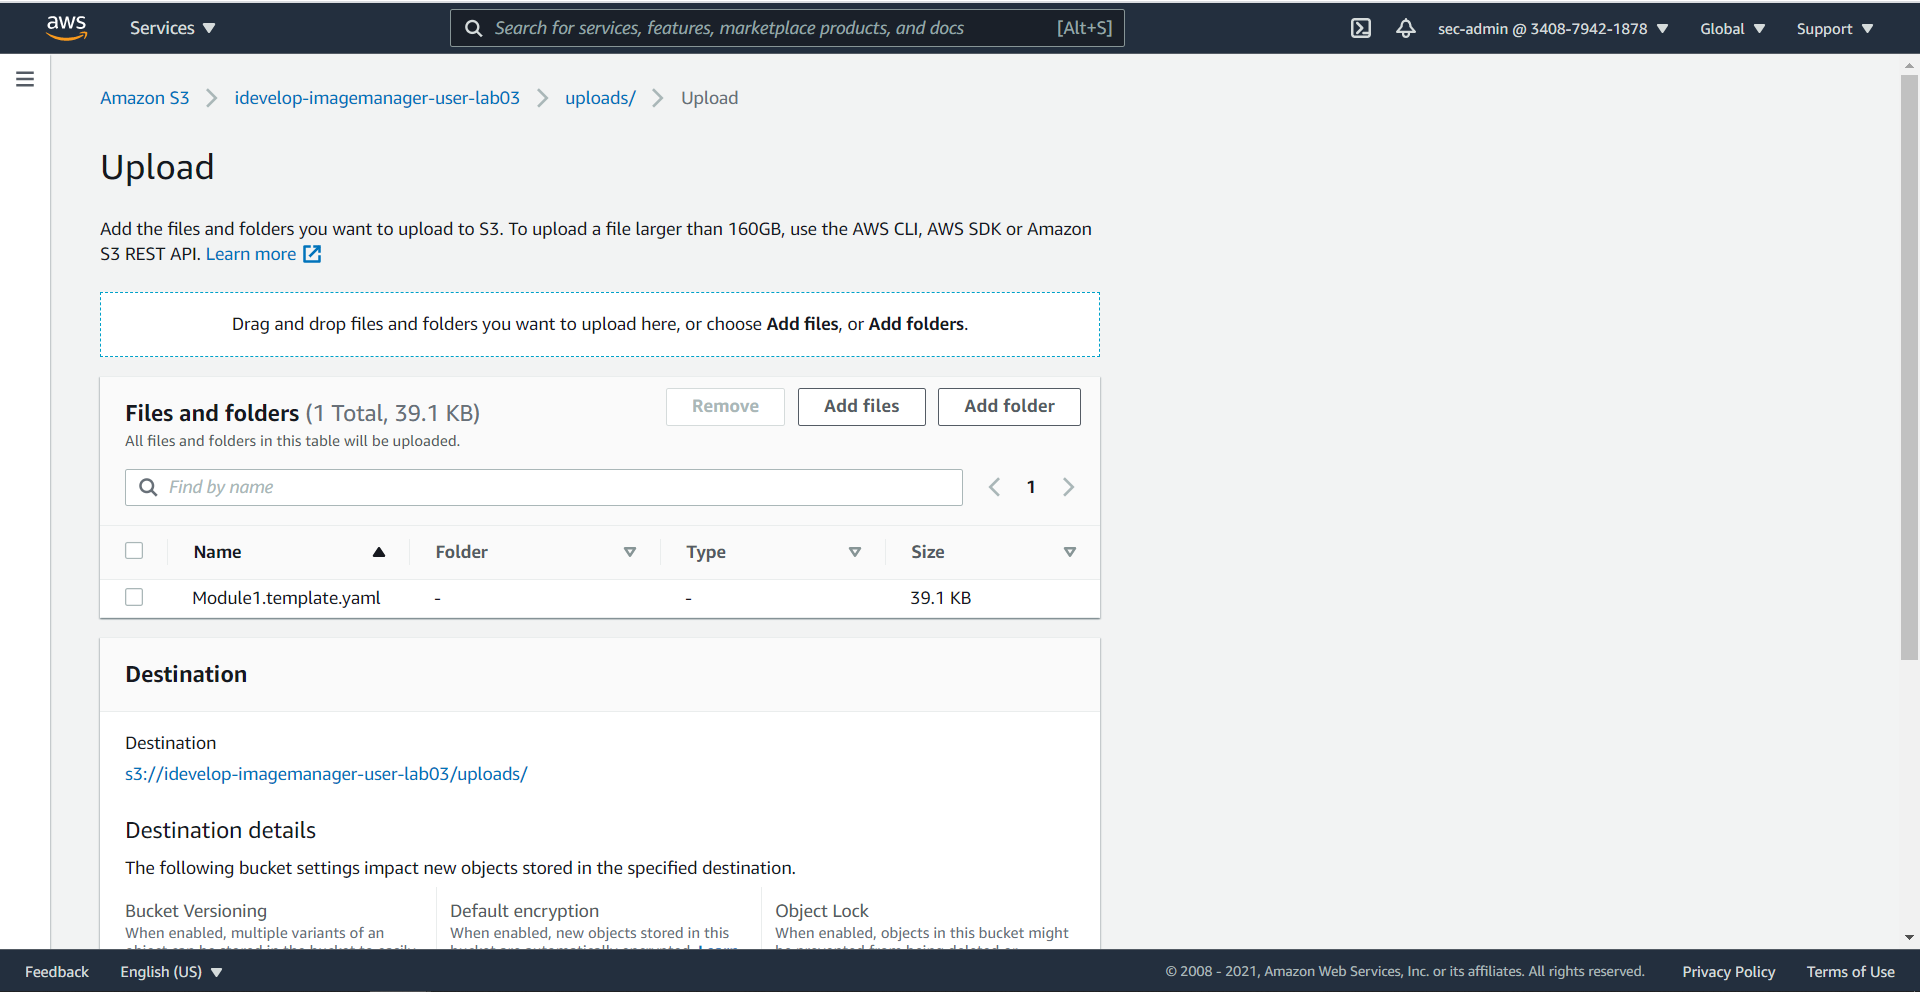 aws
Services
Search for services, features, marketplace products, and docs
[Alt+S]
sec-admin @ 3408-7942-1878
Global
Support
Amazon S3
idevelop-imagemanager-user-lab03
uploads/
Upload
Upload
Add the files and folders you want to upload to S3. To upload a file larger than 160GB, use the AWS CLI, AWS SDK or Amazon
S3 REST API. Learn more
Drag and drop files and folders you want to upload here, or choose Add files, or Add folders.
Files and folders (1 Total, 39.1 KB)
All files and folders in this table will be uploaded.
Remove
Add files
Add folder
Find by name
1
Name
Folder
Type
Size
Module1.template.yaml
-
-
39.1 KB
Destination
Destination
s3://idevelop-imagemanager-user-lab03/uploads/
Destination details
The following bucket settings impact new objects stored in the specified destination.
Bucket Versioning
When enabled, multiple variants of an
Default encryption
When enabled, new objects stored in this
Object Lock
When enabled, objects in this bucket might
Feedback
English (US)
© 2008 - 2021, Amazon Web Services, Inc. or its affiliates. All rights reserved.
Privacy Policy
Terms of Use